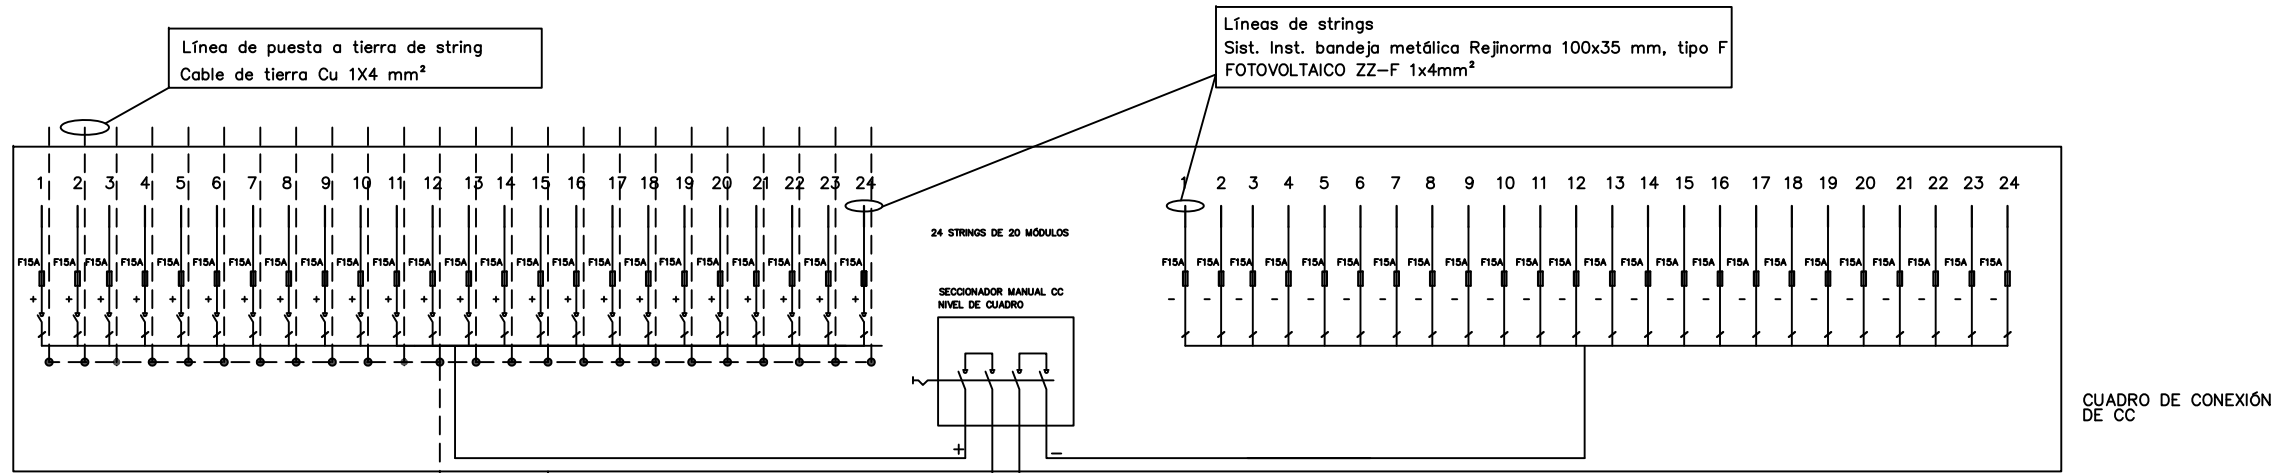 Línea de puesta a tierra de string
Cable de tierra Cu 1X4 mm²
Líneas de strings
Sist. Inst. bandeja metálica Rejinorma 100x35 mm, tipo F
FOTOVOLTAICO ZZ-F 1x4mm²
1 2 3 4 5 6 7 8 9 10 11 12 13 14 15 16 17 18 19 20 21 22 23 24
1 2 3 4 5 6 7 8 9 10 11 12 13 14 15 16 17 18 19 20 21 22 23 24
24 STRINGS DE 20 MÓDULOS
F15A F15A F15A F15A F15A F15A F15A F15A F15A F15A F15A F15A F15A F15A F15A F15A F15A F15A F15A F15A F15A F15A F15A F15A
F15A F15A F15A F15A F15A F15A F15A F15A F15A F15A F15A F15A F15A F15A F15A F15A F15A F15A F15A F15A F15A F15A F15A F15A
+ + + + + + + + + + + + + + + + + + + + + + + +
- - - - - - - - - - - - - - - - - - - - - - - -
SECCIONADOR MANUAL CC
NIVEL DE CUADRO
+ -
CUADRO DE CONEXIÓN
DE CC